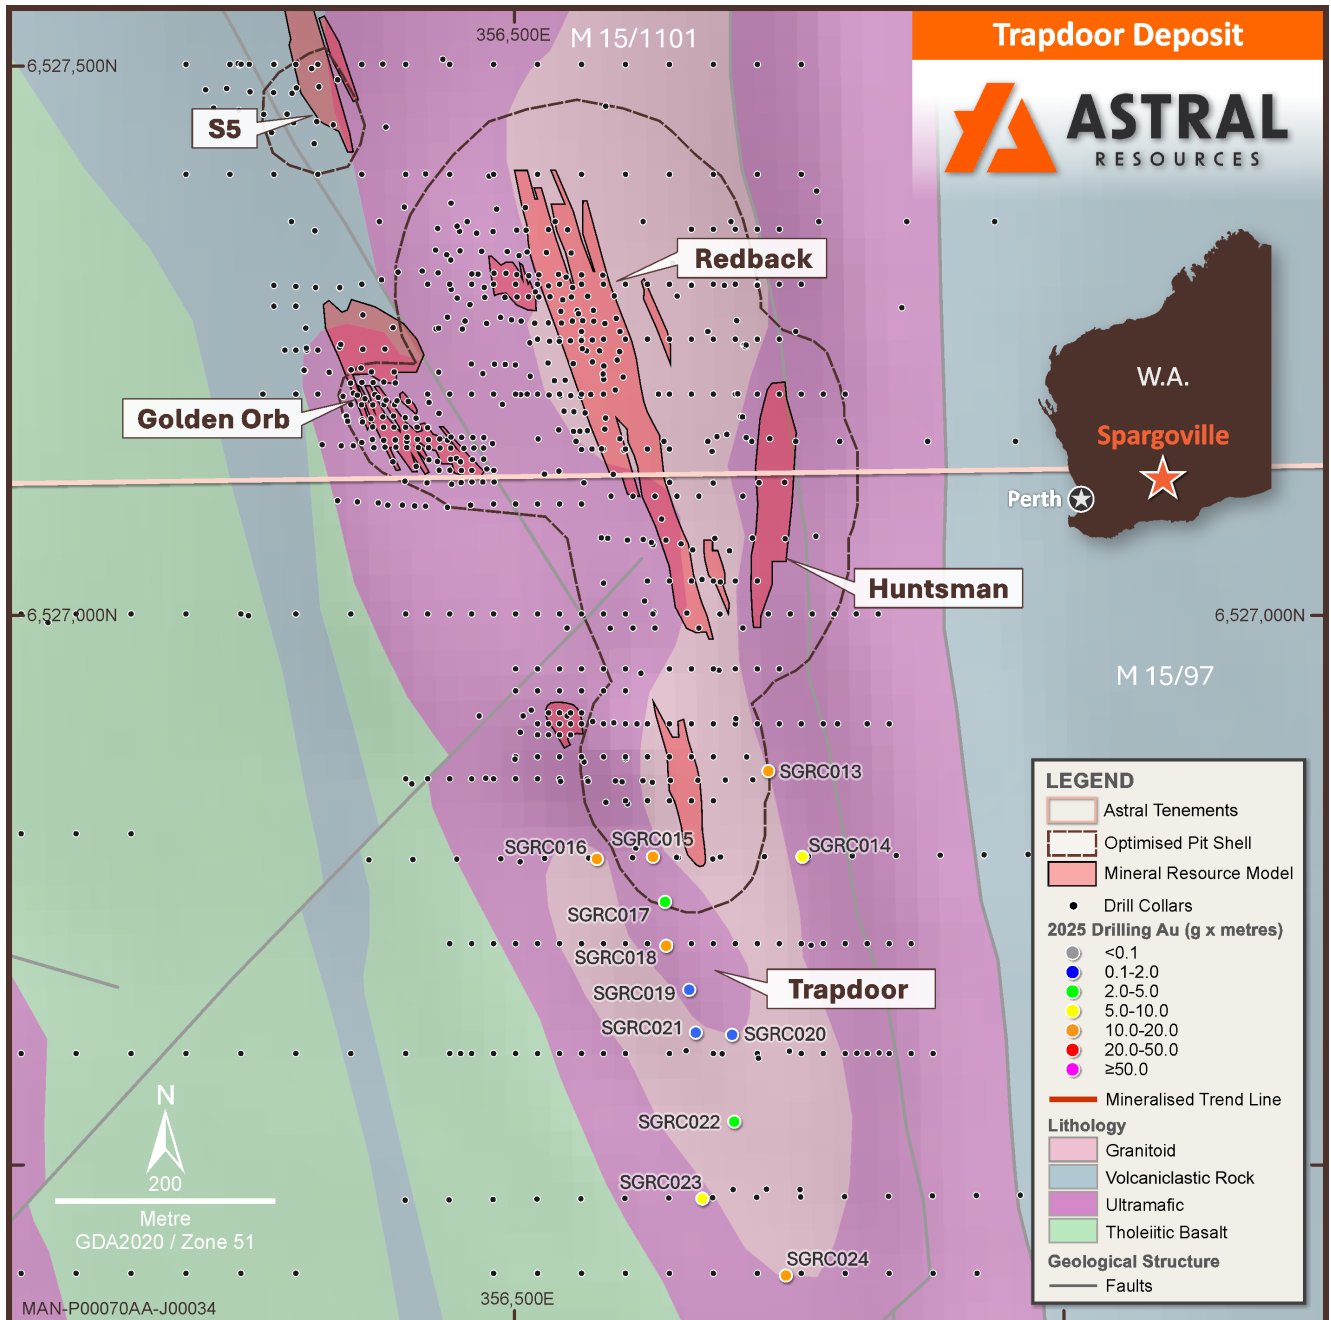 Trapdoor Deposit
ASTRAL
RESOURCES
356,500E
M 15/1101
6,527,500N
S5
Redback
W.A.
Spargoville
Perth
Golden Orb
Huntsman
6,527,000N
6,527,000N
M 15/97
SGRC013
SGRC014
SGRC015
SGRC016
SGRC017
SGRC018
Trapdoor
SGRC019
SGRC021
SGRC020
SGRC022
SGRC023
SGRC024
LEGEND
Astral Tenements
Optimised Pit Shell
Mineral Resource Model
Drill Collars
2025 Drilling Au (g x metres)
<0.1
0.1-2.0
2.0-5.0
5.0-10.0
10.0-20.0
20.0-50.0
≥50.0
Mineralised Trend Line
Lithology
Granitoid
Volcaniclastic Rock
Ultramafic
Tholeiitic Basalt
Geological Structure
Faults
N
200
Metre
GDA2020 / Zone 51
MAN-P00070AA-J00034
356,500E